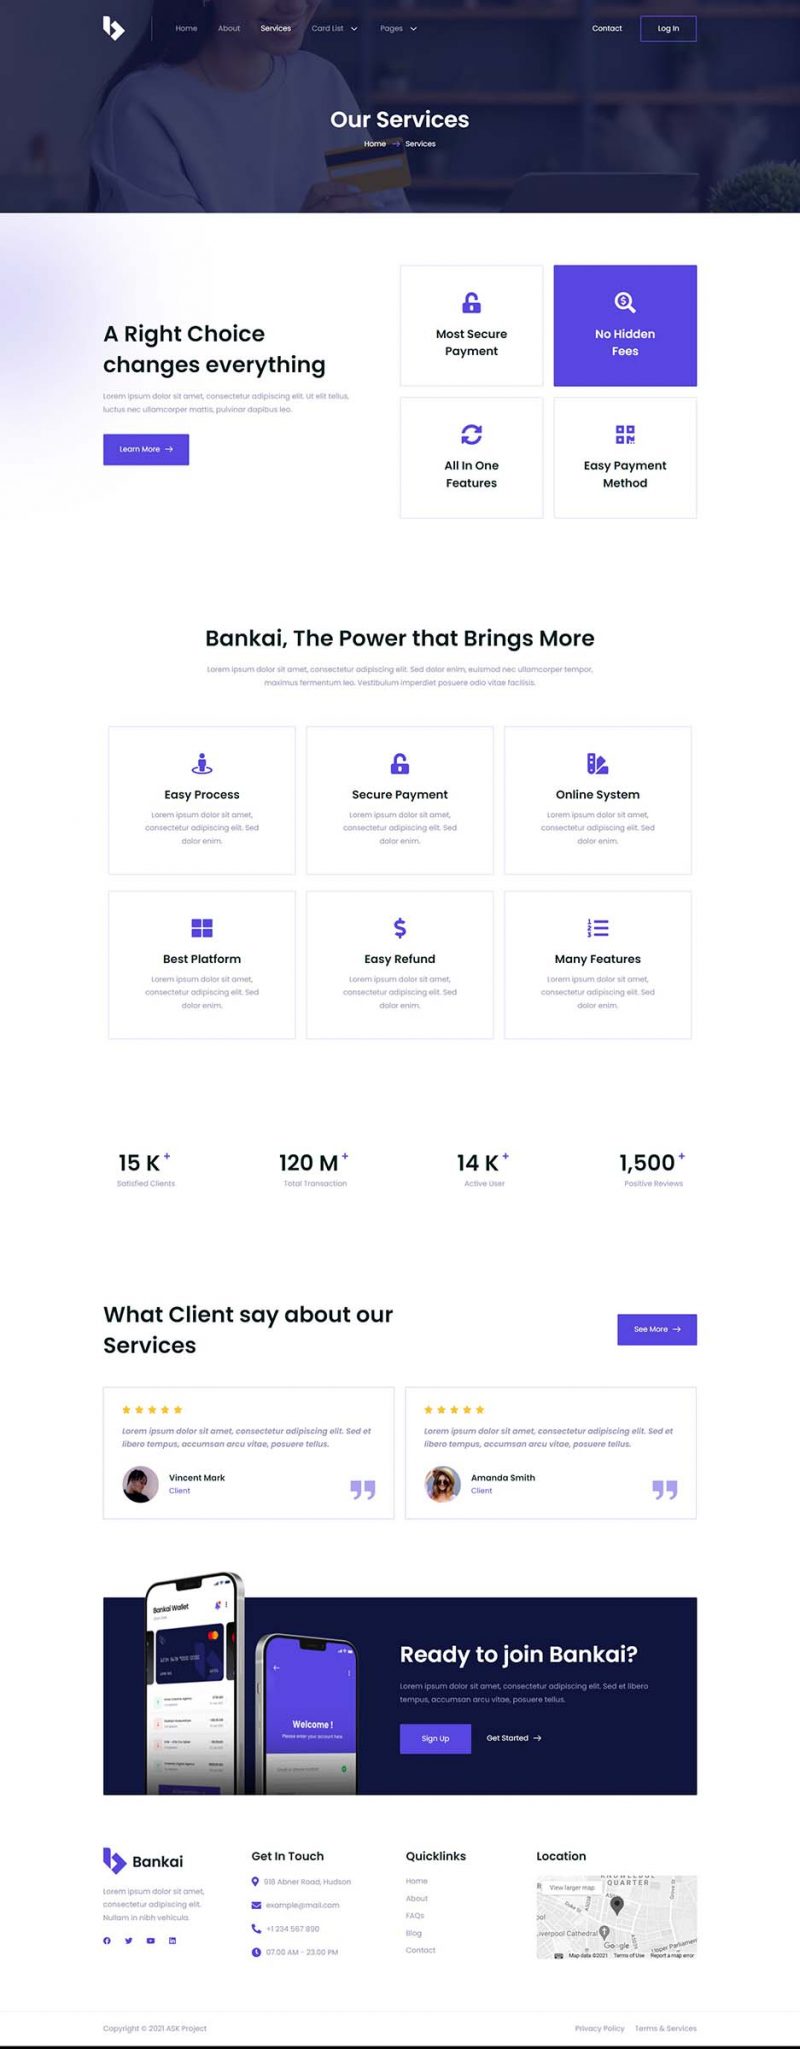 Home About Services Card List Pages Contact Log In
Our Services
Home → Services
A Right Choice
changes everything
Lorem ipsum dolor sit amet, consectetur adipiscing elit. Ut elit tellus,
luctus nec ullamcorper mattis, pulvinar dapibus leo.
Learn More →
Most Secure
Payment
No Hidden
Fees
All In One
Features
Easy Payment
Method
Bankai, The Power that Brings More
Lorem ipsum dolor sit amet, consectetur adipiscing elit. Sed dolor enim, euismod nec ullamcorper tempor,
maximus fermentum leo. Vestibulum imperdiet posuere odio vitae facilisis.
Easy Process
Lorem ipsum dolor sit amet,
consectetur adipiscing elit. Sed
dolor enim.
Secure Payment
Lorem ipsum dolor sit amet,
consectetur adipiscing elit. Sed
dolor enim.
Online System
Lorem ipsum dolor sit amet,
consectetur adipiscing elit. Sed
dolor enim.
Best Platform
Lorem ipsum dolor sit amet,
consectetur adipiscing elit. Sed
dolor enim.
Easy Refund
Lorem ipsum dolor sit amet,
consectetur adipiscing elit. Sed
dolor enim.
Many Features
Lorem ipsum dolor sit amet,
consectetur adipiscing elit. Sed
dolor enim.
15 K+
Satisfied Clients
120 M+
Total Transaction
14 K+
Active User
1,500+
Positive Reviews
What Client say about our
Services
See More →
Lorem ipsum dolor sit amet, consectetur adipiscing elit. Sed et
libero tempus, accumsan arcu vitae, posuere tellus.
Vincent Mark
Client
Lorem ipsum dolor sit amet, consectetur adipiscing elit. Sed et
libero tempus, accumsan arcu vitae, posuere tellus.
Amanda Smith
Client
Bankai Wallet
Welcome !
Please enter your account here
Ready to join Bankai?
Lorem ipsum dolor sit amet, consectetur adipiscing elit. Sed et libero
tempus, accumsan arcu vitae, posuere tellus.
Sign Up
Get Started →
Bankai
Lorem ipsum dolor sit amet,
consectetur adipiscing elit.
Nullam in nibh vehicula.
Get In Touch
918 Abner Road, Hudson
example@mail.com
+1 234 567 890
07.00 AM - 23.00 PM
Quicklinks
Home
About
FAQs
Blog
Contact
Location
KNOWLEDGE
QUARTER
View larger map
Liverpool Cathedral
Upper Parliamen
Google
Map data ©2021 Terms of Use Report a map error
Copyright © 2021 ASK Project
Privacy Policy Terms & Services